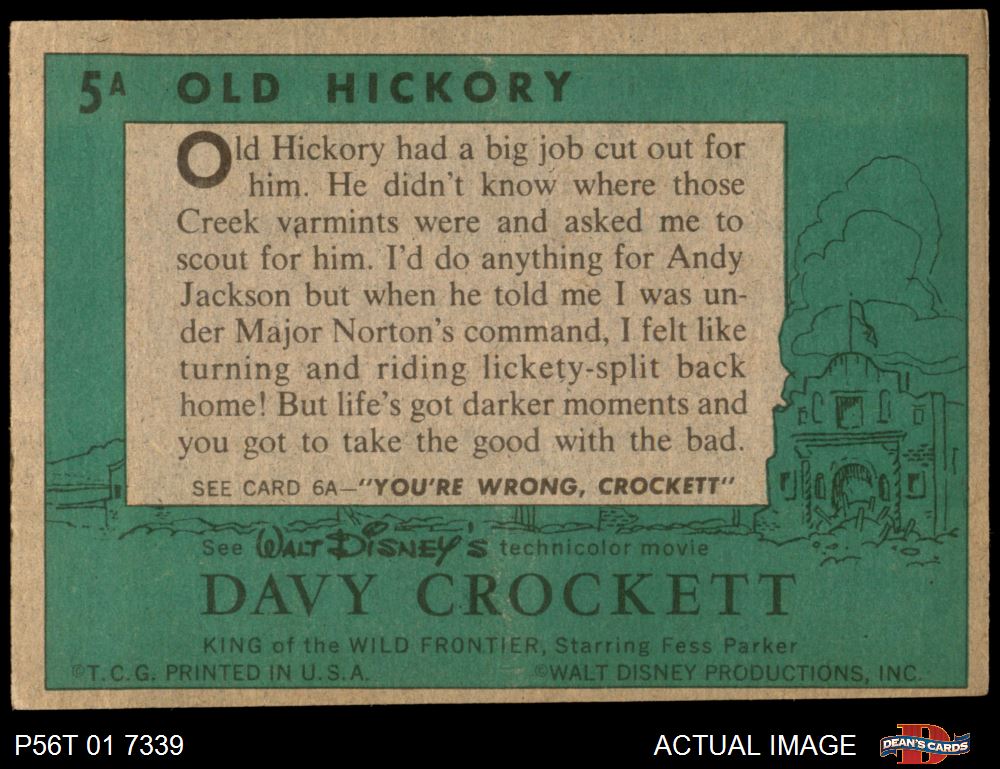 5A OLD HICKORY
Old Hickory had a big job cut out for
him. He didn't know where those
Creek varmints were and asked me to
scout for him. I'd do anything for Andy
Jackson but when he told me I was un-
der Major Norton's command, I felt like
turning and riding lickety-split back
home! But life's got darker moments and
you got to take the good with the bad.
SEE CARD 6A—"YOU'RE WRONG, CROCKETT"
See WALT DISNEY'S technicolor movie
DAVY CROCKETT
KING of the WILD FRONTIER, Starring Fess Parker
©T.C.G. PRINTED IN U.S.A. ©WALT DISNEY PRODUCTIONS, INC.
P56T 01 7339 ACTUAL IMAGE DEAN'S CARDS